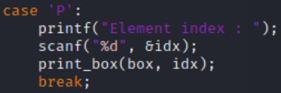 case 'P':
    printf("Element index : ");
    scanf("%d", &idx);
    print_box(box, idx);
    break;